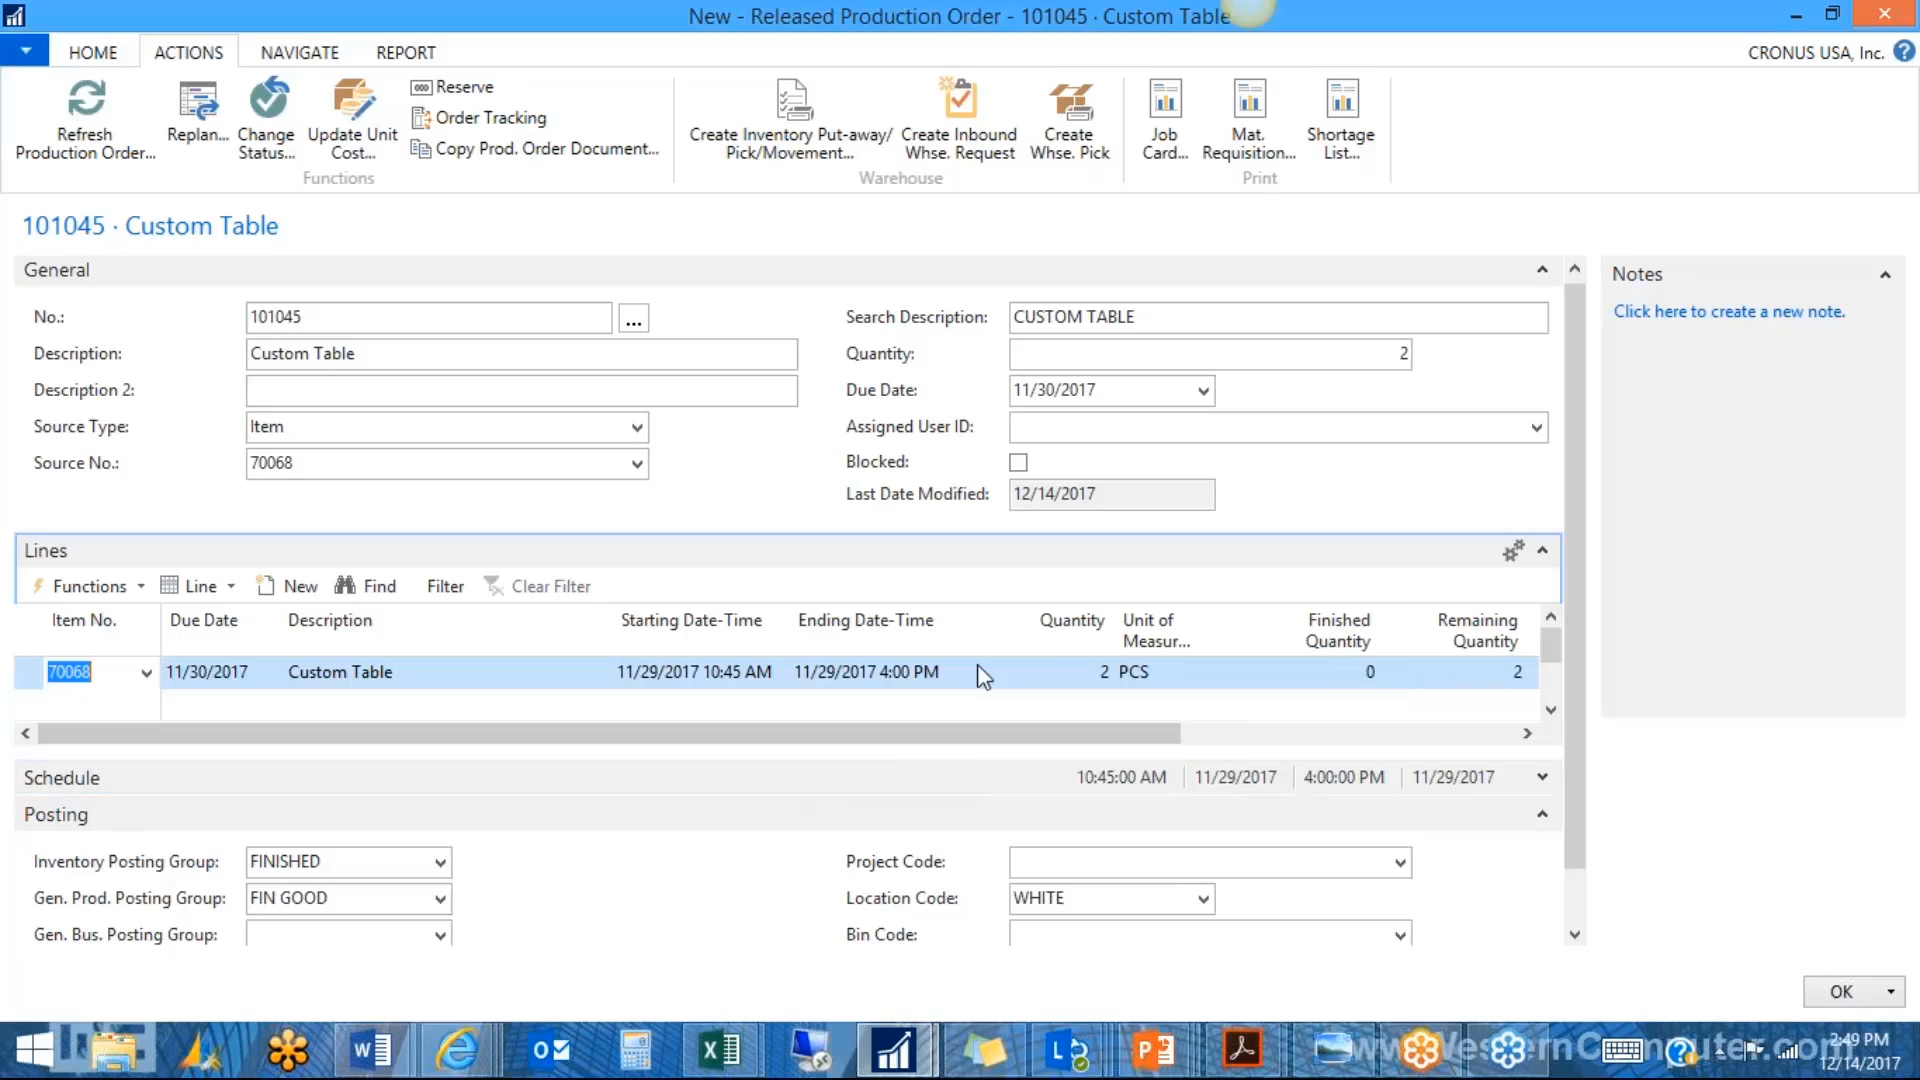 New - Released Production Order - 101045 · Custom Table
HOME ACTIONS NAVIGATE REPORT
CRONUS USA, Inc.
Refresh Production Order...
Replan...
Change Status...
Update Unit Cost...
Reserve
Order Tracking
Copy Prod. Order Document...
Functions
Create Inventory Put-away/ Pick/Movement...
Create Inbound Whse. Request
Create Whse. Pick
Warehouse
Job Card...
Mat. Requisition...
Shortage List...
Print
101045 · Custom Table
General
No.: 101045 ...
Description: Custom Table
Description 2:
Source Type: Item
Source No.: 70068
Search Description: CUSTOM TABLE
Quantity: 2
Due Date: 11/30/2017
Assigned User ID:
Blocked:
Last Date Modified: 12/14/2017
Notes
Click here to create a new note.
Lines
Functions Line New Find Filter Clear Filter
Item No. Due Date Description Starting Date-Time Ending Date-Time Quantity Unit of Measur... Finished Quantity Remaining Quantity
70068 11/30/2017 Custom Table 11/29/2017 10:45 AM 11/29/2017 4:00 PM 2 PCS 0 2
Schedule 10:45:00 AM 11/29/2017 4:00:00 PM 11/29/2017
Posting
Inventory Posting Group: FINISHED
Gen. Prod. Posting Group: FIN GOOD
Gen. Bus. Posting Group:
Project Code:
Location Code: WHITE
Bin Code:
OK
www.WesternComputer.com
2:49 PM
12/14/2017